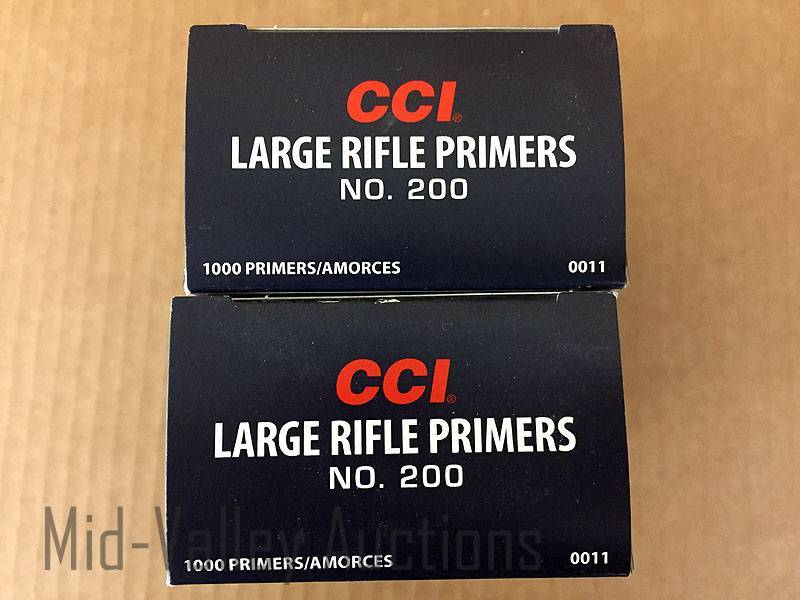 CCI®
LARGE RIFLE PRIMERS
NO. 200
1000 PRIMERS/AMORCES 0011
CCI®
LARGE RIFLE PRIMERS
NO. 200
Mid-Valley Auctions
1000 PRIMERS/AMORCES 0011